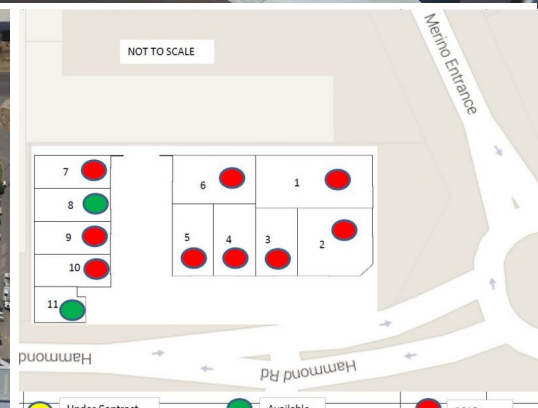 NOT TO SCALE
Merino Entrance
7
6
1
8
9
5
4
3
2
10
11
Hammond
Hammond Rd
Under Contract
Available